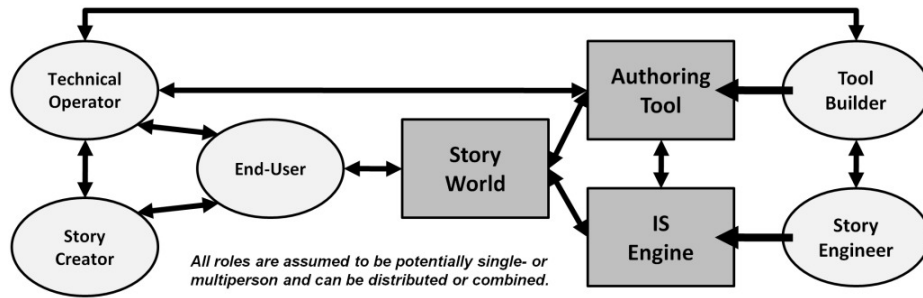 Technical
Operator
Authoring
Tool
Tool
Builder
End-User
Story
World
Story
Creator
IS
Engine
Story
Engineer
All roles are assumed to be potentially single- or
multiperson and can be distributed or combined.